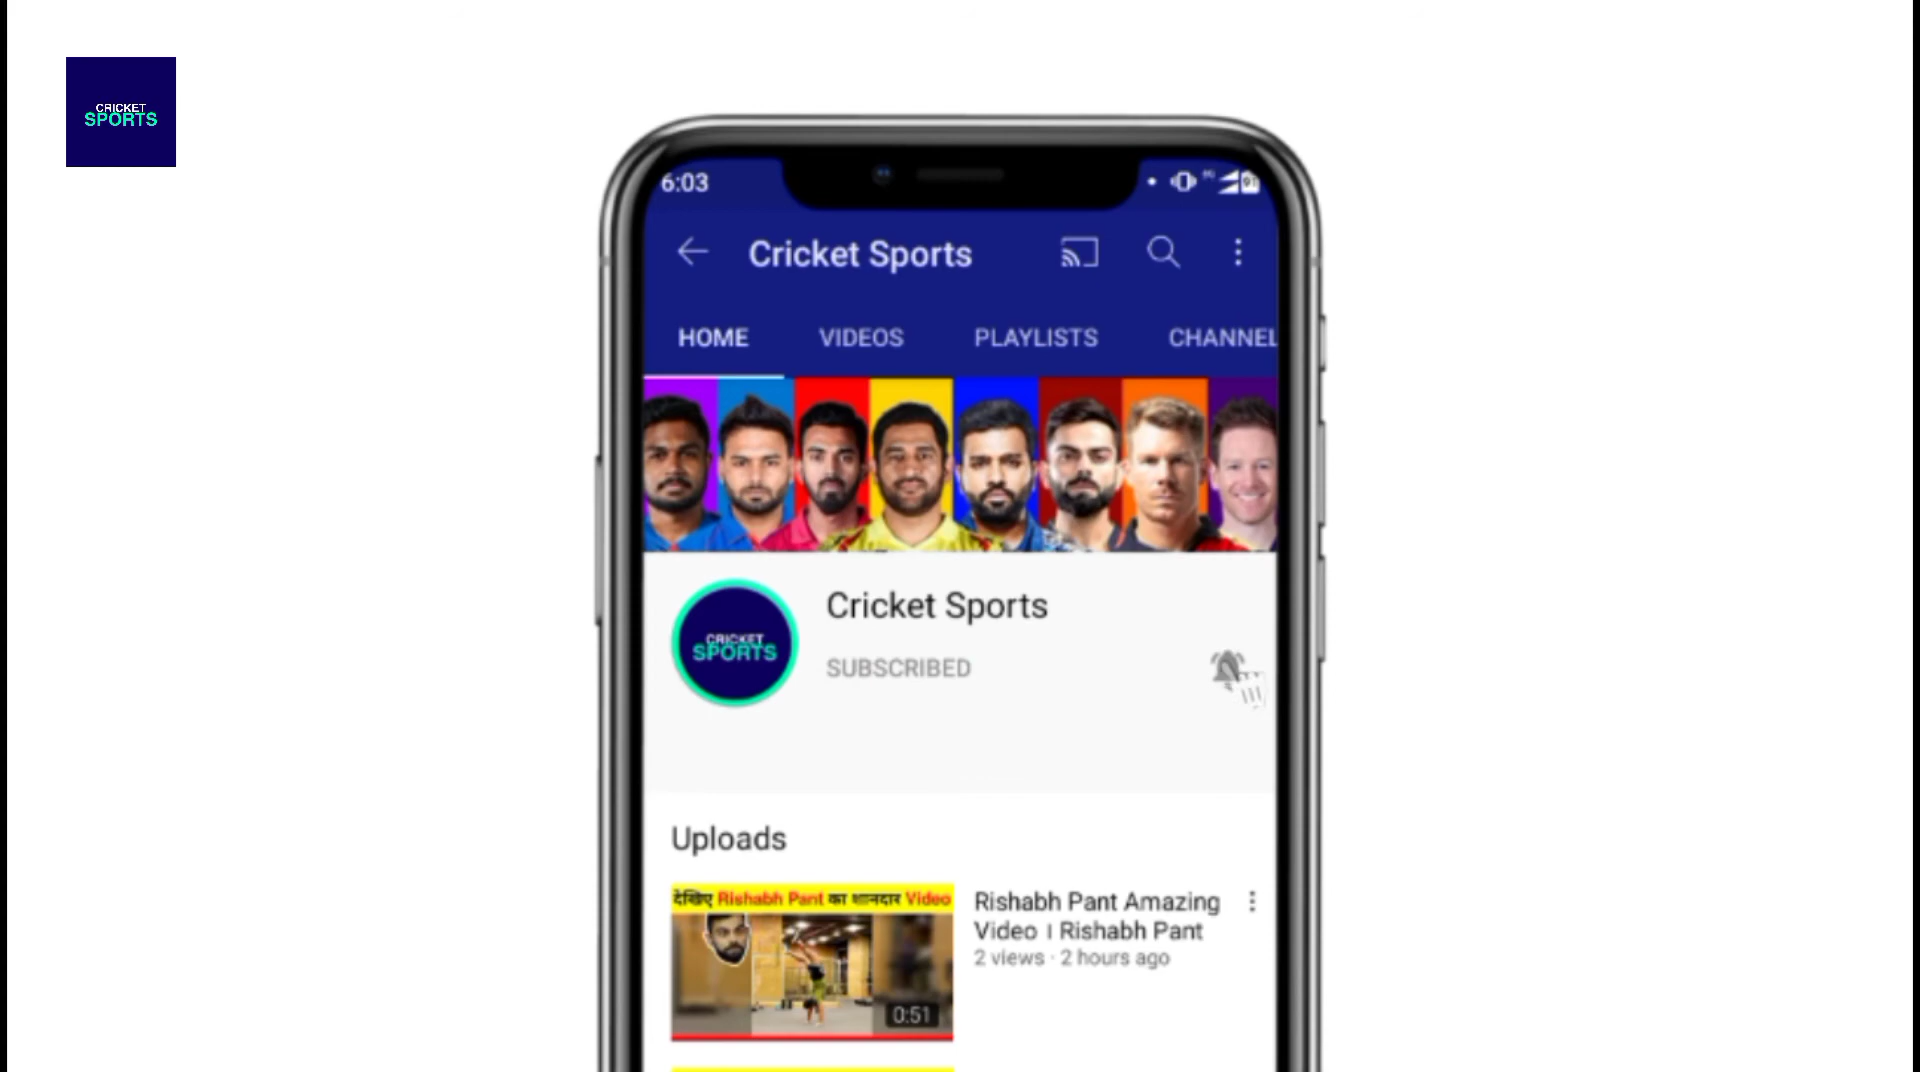 CRICKET
SPORTS
6:03
Cricket Sports
HOME VIDEOS PLAYLISTS CHANNEL
CRICKET
SPORTS
Cricket Sports
SUBSCRIBED
Uploads
देखिए Rishabh Pant का शानदार Video
0:51
Rishabh Pant Amazing
Video । Rishabh Pant
2 views · 2 hours ago